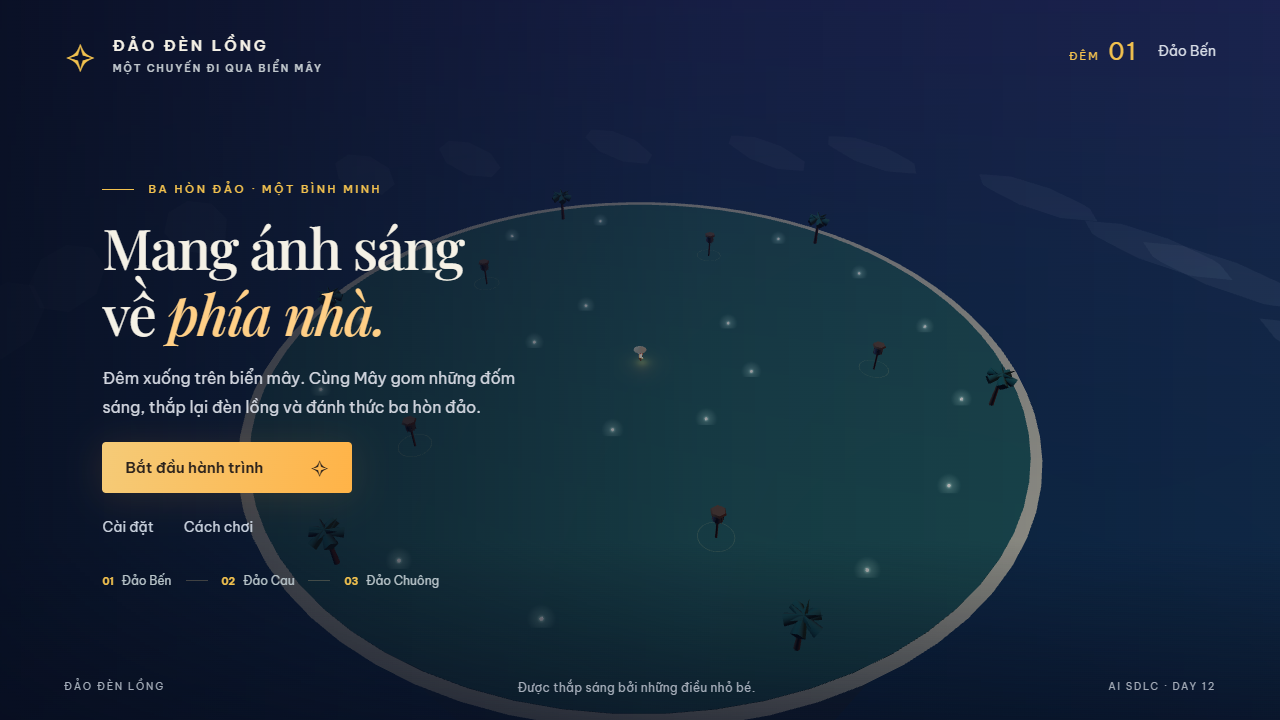 ĐẢO ĐÈN LỒNG
MỘT CHUYẾN ĐI QUA BIỂN MÂY
ĐÊM 01 Đảo Bến
BA HÒN ĐẢO · MỘT BÌNH MINH
Mang ánh sáng
về phía nhà.
Đêm xuống trên biển mây. Cùng Mây gom những đốm
sáng, thắp lại đèn lồng và đánh thức ba hòn đảo.
Bắt đầu hành trình
Cài đặt Cách chơi
01 Đảo Bến 02 Đảo Cau 03 Đảo Chuông
ĐẢO ĐÈN LỒNG
Được thắp sáng bởi những điều nhỏ bé.
AI SDLC · DAY 12